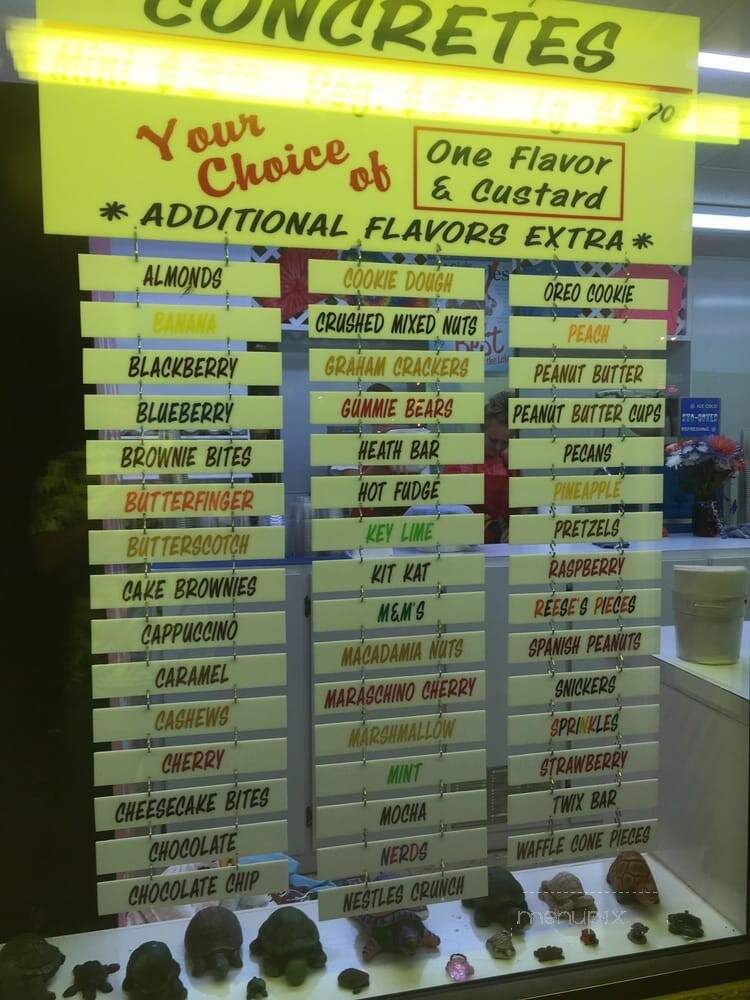 CONCRETES
Your
Choice
of
One Flavor
& Custard
* ADDITIONAL FLAVORS EXTRA *
ALMONDS
BANANA
BLACKBERRY
BLUEBERRY
BROWNIE BITES
BUTTERFINGER
BUTTERSCOTCH
CAKE BROWNIES
CAPPUCCINO
CARAMEL
CASHEWS
CHERRY
CHEESECAKE BITES
CHOCOLATE
CHOCOLATE CHIP
COOKIE DOUGH
CRUSHED MIXED NUTS
GRAHAM CRACKERS
GUMMIE BEARS
HEATH BAR
HOT FUDGE
KEY LIME
KIT KAT
M&M'S
MACADAMIA NUTS
MARASCHINO CHERRY
MARSHMALLOW
MINT
MOCHA
NERDS
NESTLES CRUNCH
OREO COOKIE
PEACH
PEANUT BUTTER
PEANUT BUTTER CUPS
PECANS
PINEAPPLE
PRETZELS
RASPBERRY
REESE'S PIECES
SPANISH PEANUTS
SNICKERS
SPRINKLES
STRAWBERRY
TWIX BAR
WAFFLE CONE PIECES
ICE COLD
REFRESHING
menupix